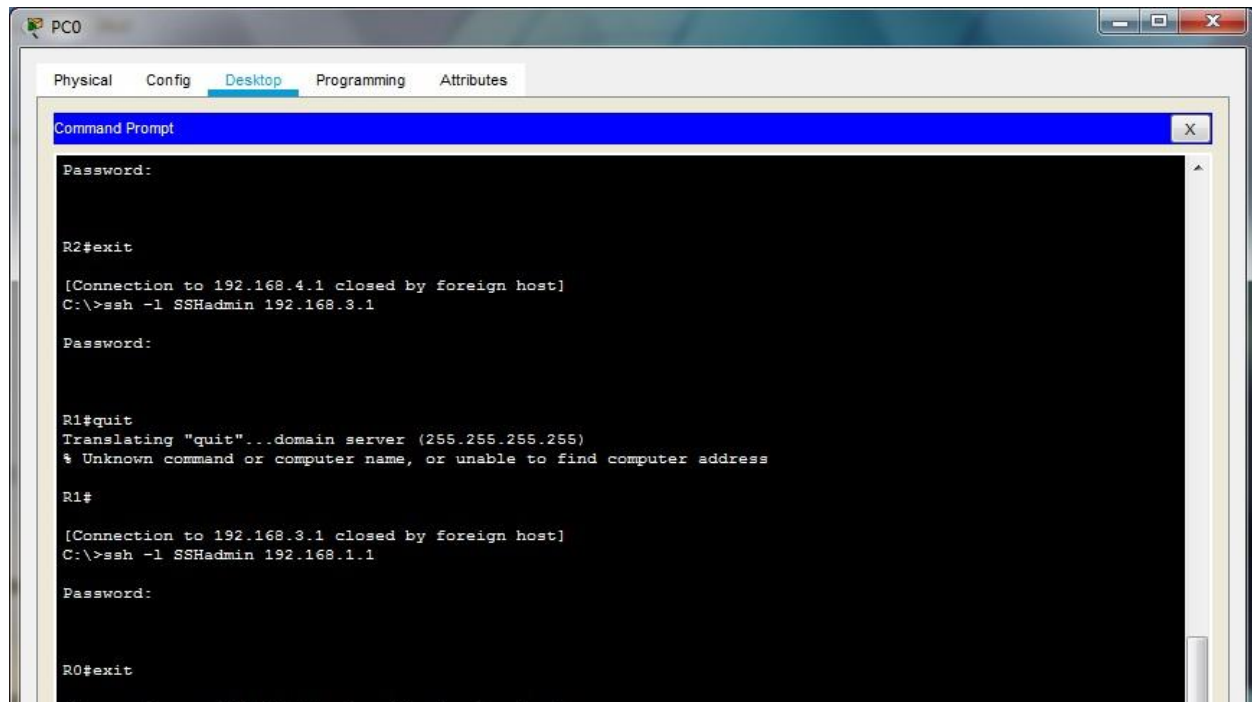 PC0
Physical Config Desktop Programming Attributes
Command Prompt
X
Password:
R2#exit
[Connection to 192.168.4.1 closed by foreign host]
C:\>ssh -l SSHadmin 192.168.3.1
Password:
R1#quit
Translating "quit"...domain server (255.255.255.255)
% Unknown command or computer name, or unable to find computer address
R1#
[Connection to 192.168.3.1 closed by foreign host]
C:\>ssh -l SSHadmin 192.168.1.1
Password:
R0#exit